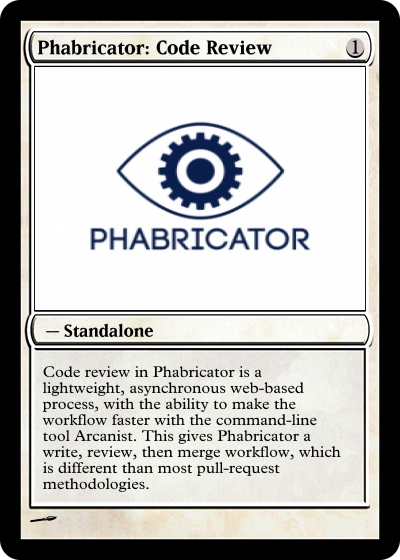 Phabricator: Code Review 1
PHABRICATOR
— Standalone
Code review in Phabricator is a
lightweight, asynchronous web-based
process, with the ability to make the
workflow faster with the command-line
tool Arcanist. This gives Phabricator a
write, review, then merge workflow, which
is different than most pull-request
methodologies.